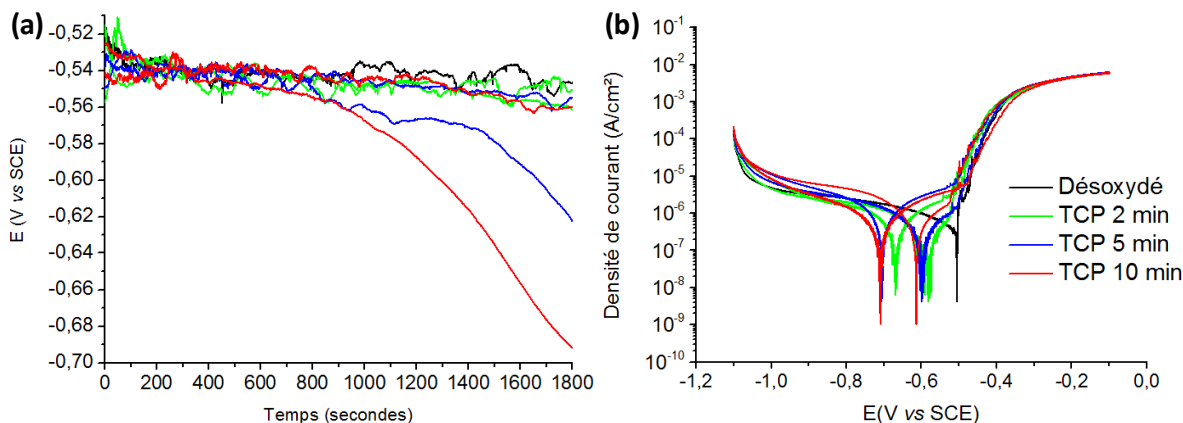 (a)
E (V vs SCE)
-0,52
-0,54
-0,56
-0,58
-0,60
-0,62
-0,64
-0,66
-0,68
-0,70
0 200 400 600 800 1000 1200 1400 1600 1800
Temps (secondes)
(b)
Densité de courant (A/cm²)
10⁻¹
10⁻²
10⁻³
10⁻⁴
10⁻⁵
10⁻⁶
10⁻⁷
10⁻⁸
10⁻⁹
10⁻¹⁰
-1,2 -1,0 -0,8 -0,6 -0,4 -0,2 0,0
E(V vs SCE)
Désoxydé
TCP 2 min
TCP 5 min
TCP 10 min